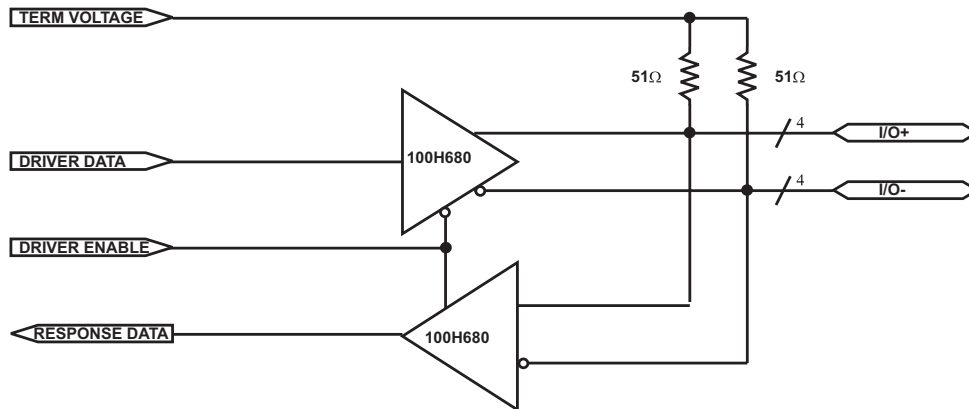 TERM VOLTAGE
51Ω
51Ω
4
I/O+
100H680
DRIVER DATA
4
I/O-
DRIVER ENABLE
RESPONSE DATA
100H680